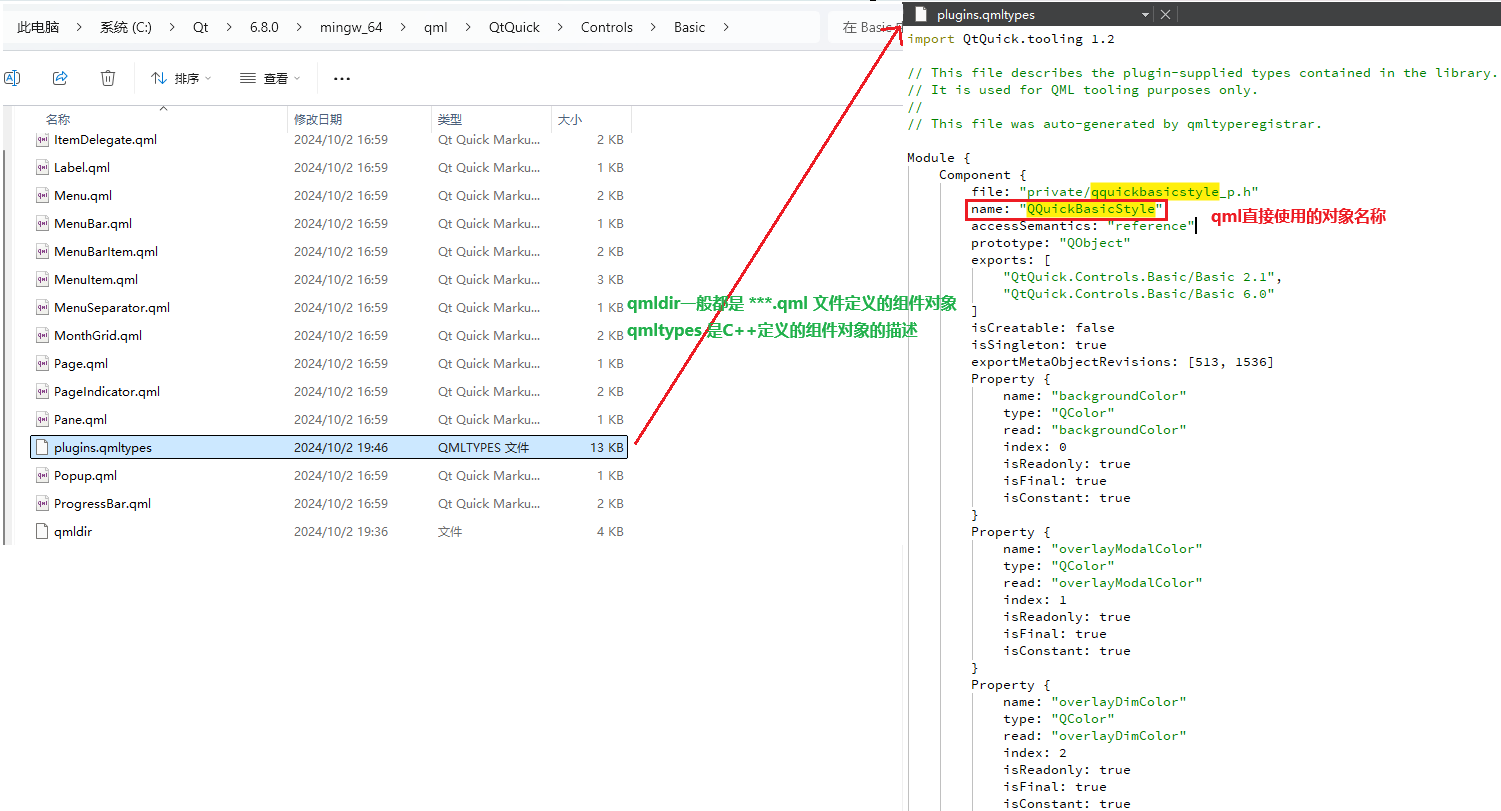 此电脑 > 系统 (C:) > Qt > 6.8.0 > mingw_64 > qml > QtQuick > Controls > Basic >
在 Basic
排序
查看
名称 修改日期 类型 大小
ItemDelegate.qml 2024/10/2 16:59 Qt Quick Marku... 2 KB
Label.qml 2024/10/2 16:59 Qt Quick Marku... 1 KB
Menu.qml 2024/10/2 16:59 Qt Quick Marku... 2 KB
MenuBar.qml 2024/10/2 16:59 Qt Quick Marku... 1 KB
MenuBarItem.qml 2024/10/2 16:59 Qt Quick Marku... 2 KB
MenuItem.qml 2024/10/2 16:59 Qt Quick Marku... 3 KB
MenuSeparator.qml 2024/10/2 16:59 Qt Quick Marku... 1 KB
MonthGrid.qml 2024/10/2 16:59 Qt Quick Marku... 2 KB
Page.qml 2024/10/2 16:59 Qt Quick Marku... 1 KB
PageIndicator.qml 2024/10/2 16:59 Qt Quick Marku... 2 KB
Pane.qml 2024/10/2 16:59 Qt Quick Marku... 1 KB
plugins.qmltypes 2024/10/2 19:46 QMLTYPES 文件 13 KB
Popup.qml 2024/10/2 16:59 Qt Quick Marku... 1 KB
ProgressBar.qml 2024/10/2 16:59 Qt Quick Marku... 2 KB
qmldir 2024/10/2 19:36 文件 4 KB
qmldir一般都是 ***.qml 文件定义的组件对象
qmltypes 是C++定义的组件对象的描述
plugins.qmltypes
import QtQuick.tooling 1.2
// This file describes the plugin-supplied types contained in the library.
// It is used for QML tooling purposes only.
//
// This file was auto-generated by qmltyperegistrar.
Module {
Component {
file: "private/qquickbasicstyle_p.h"
name: "QQuickBasicStyle"
qml直接使用的对象名称
accessSemantics: "reference"
prototype: "QObject"
exports: [
"QtQuick.Controls.Basic/Basic 2.1",
"QtQuick.Controls.Basic/Basic 6.0"
]
isCreatable: false
isSingleton: true
exportMetaObjectRevisions: [513, 1536]
Property {
name: "backgroundColor"
type: "QColor"
read: "backgroundColor"
index: 0
isReadonly: true
isFinal: true
isConstant: true
}
Property {
name: "overlayModalColor"
type: "QColor"
read: "overlayModalColor"
index: 1
isReadonly: true
isFinal: true
isConstant: true
}
Property {
name: "overlayDimColor"
type: "QColor"
read: "overlayDimColor"
index: 2
isReadonly: true
isFinal: true
isConstant: true